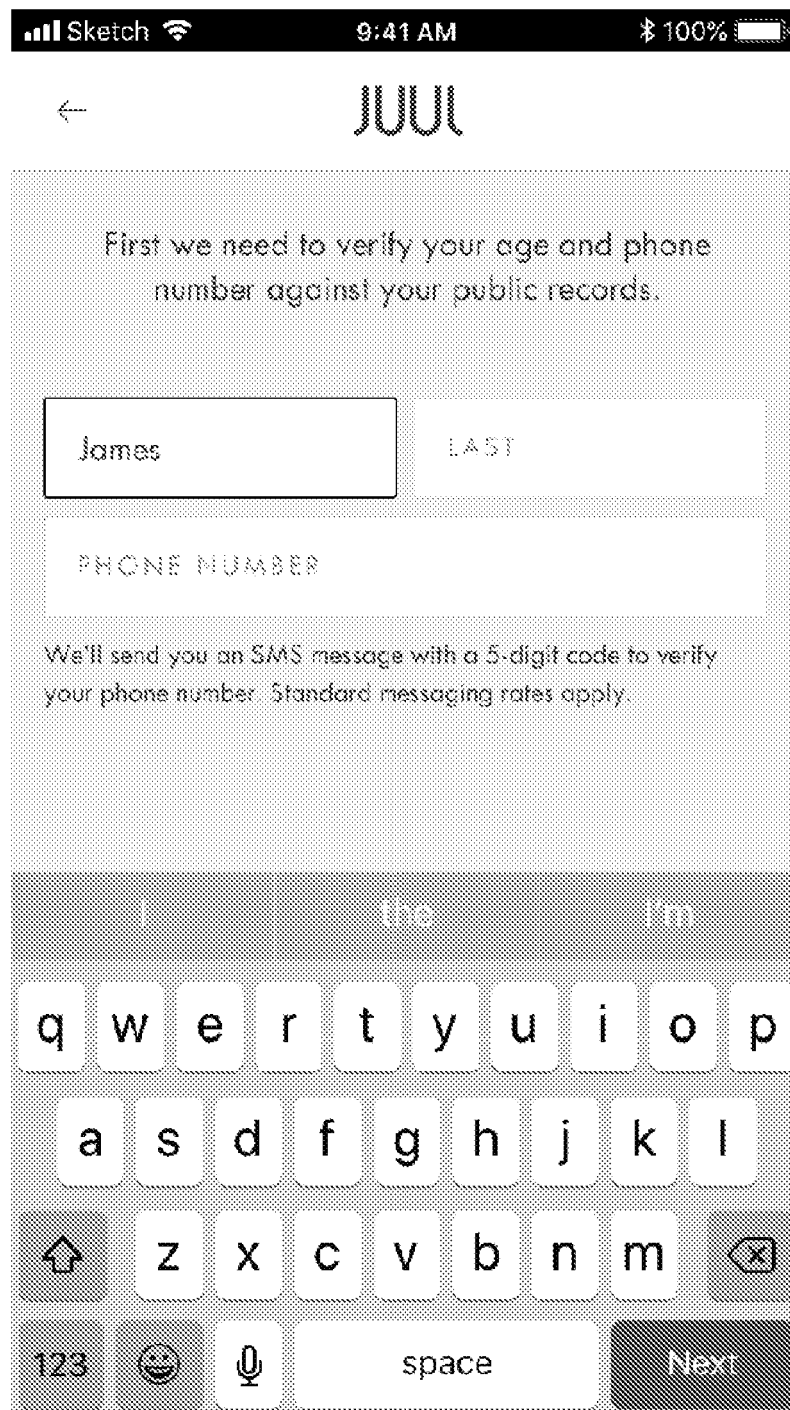 Sketch 9:41 AM 100%
JUUL
First we need to verify your age and phone
number against your public records.
James LAST
PHONE NUMBER
We'll send you an SMS message with a 5-digit code to verify
your phone number. Standard messaging rates apply.
I the I'm
q w e r t y u i o p
a s d f g h j k l
z x c v b n m
123 space Next